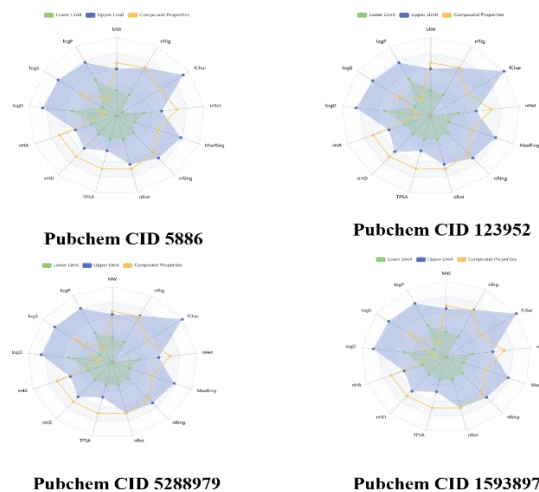 Lower Limit Upper Limit Compound Properties
MW
nRig
fChar
nHet
MaxRing
nRing
nRot
TPSA
nHD
nHA
logD
logS
logP
Pubchem CID 5886
Lower Limit Upper Limit Compound Properties
MW
nRig
fChar
nHet
MaxRing
nRing
nRot
TPSA
nHD
nHA
logD
logS
logP
Pubchem CID 123952
Lower Limit Upper Limit Compound Properties
MW
nRig
fChar
nHet
MaxRing
nRing
nRot
TPSA
nHD
nHA
logD
logS
logP
Pubchem CID 5288979
Lower Limit Upper Limit Compound Properties
MW
nRig
fChar
MaxRing
nRing
nRot
TPSA
nHD
nHA
logD
logS
logP
Pubchem CID 1593897